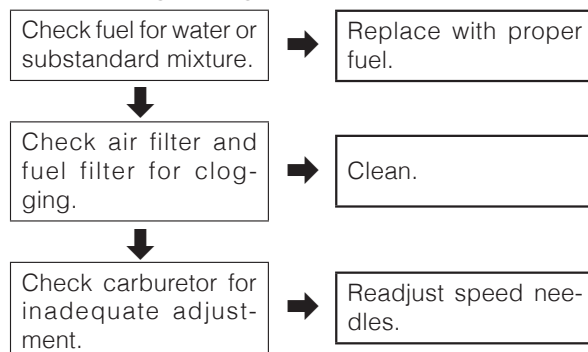 Check fuel for water or
substandard mixture.
Replace with proper
fuel.
Check air filter and
fuel filter for clog-
ging.
Clean.
Check carburetor for
inadequate adjust-
ment.
Readjust speed nee-
dles.